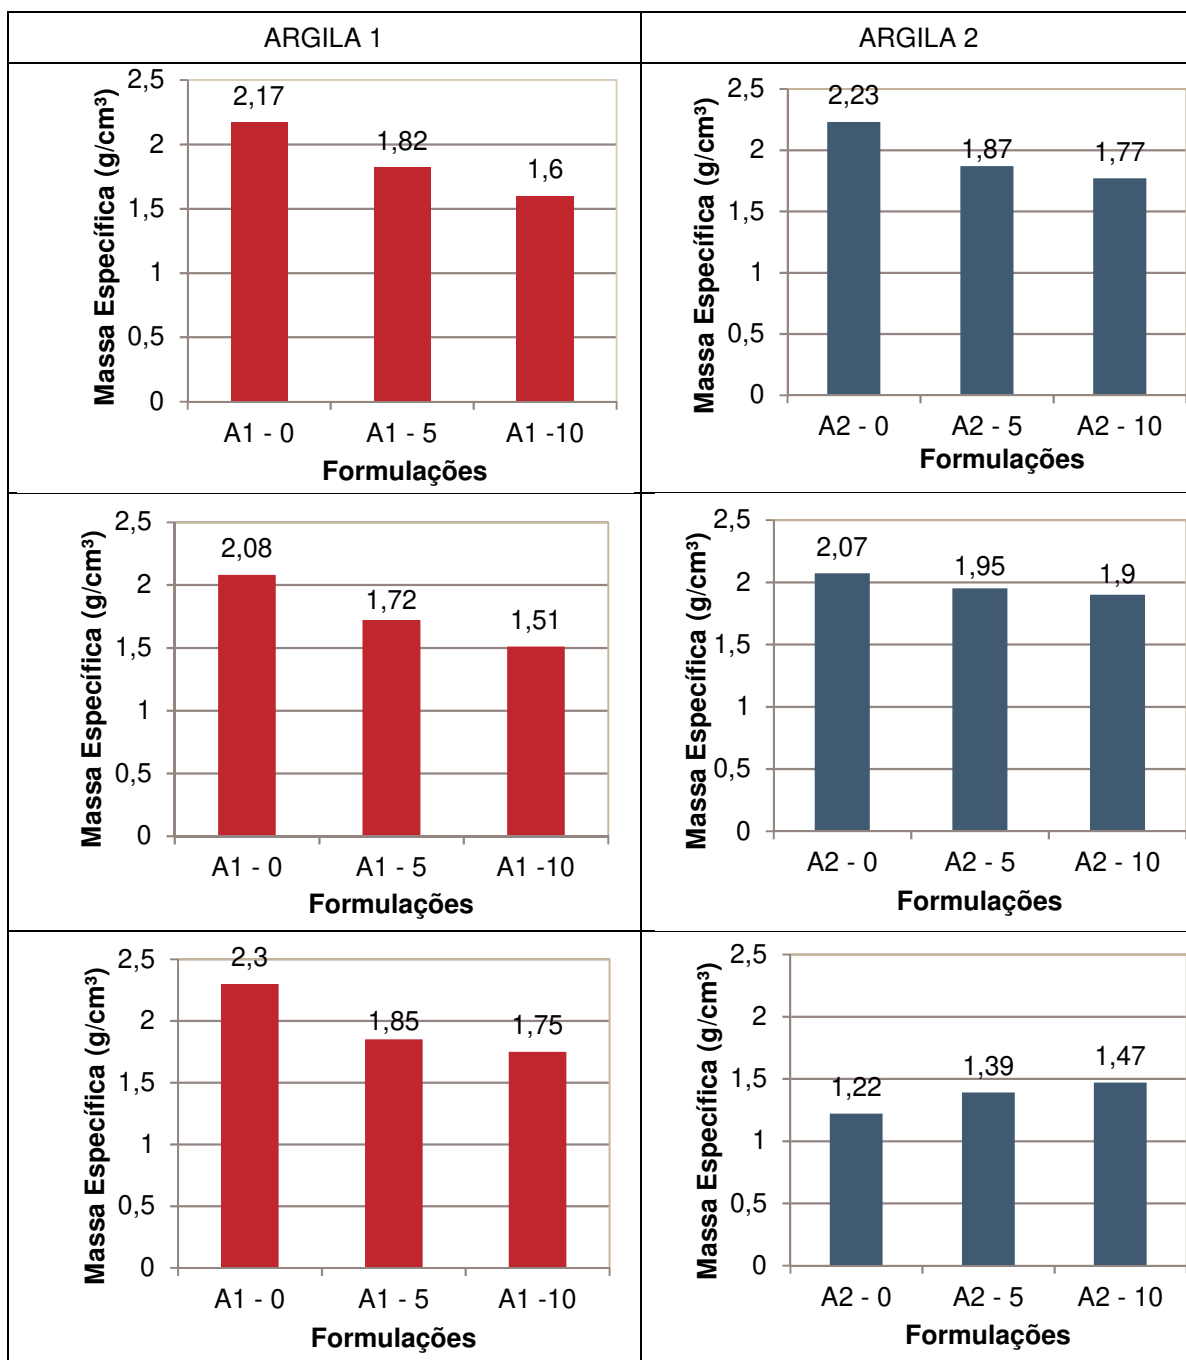 ARGILA 1
ARGILA 2
Massa Específica (g/cm³)
2,5
2
1,5
1
0,5
0
2,17
1,82
1,6
A1 - 0
A1 - 5
A1 -10
Formulações
Massa Específica (g/cm³)
2,5
2
1,5
1
0,5
0
2,23
1,87
1,77
A2 - 0
A2 - 5
A2 - 10
Formulações
Massa Específica (g/cm³)
2,5
2
1,5
1
0,5
0
2,08
1,72
1,51
A1 - 0
A1 - 5
A1 -10
Formulações
Massa Específica (g/cm³)
2,5
2
1,5
1
0,5
0
2,07
1,95
1,9
A2 - 0
A2 - 5
A2 - 10
Formulações
Massa Específica (g/cm³)
2,5
2
1,5
1
0,5
0
2,3
1,85
1,75
A1 - 0
A1 - 5
A1 -10
Formulações
Massa Específica (g/cm³)
2,5
2
1,5
1
0,5
0
1,22
1,39
1,47
A2 - 0
A2 - 5
A2 - 10
Formulações